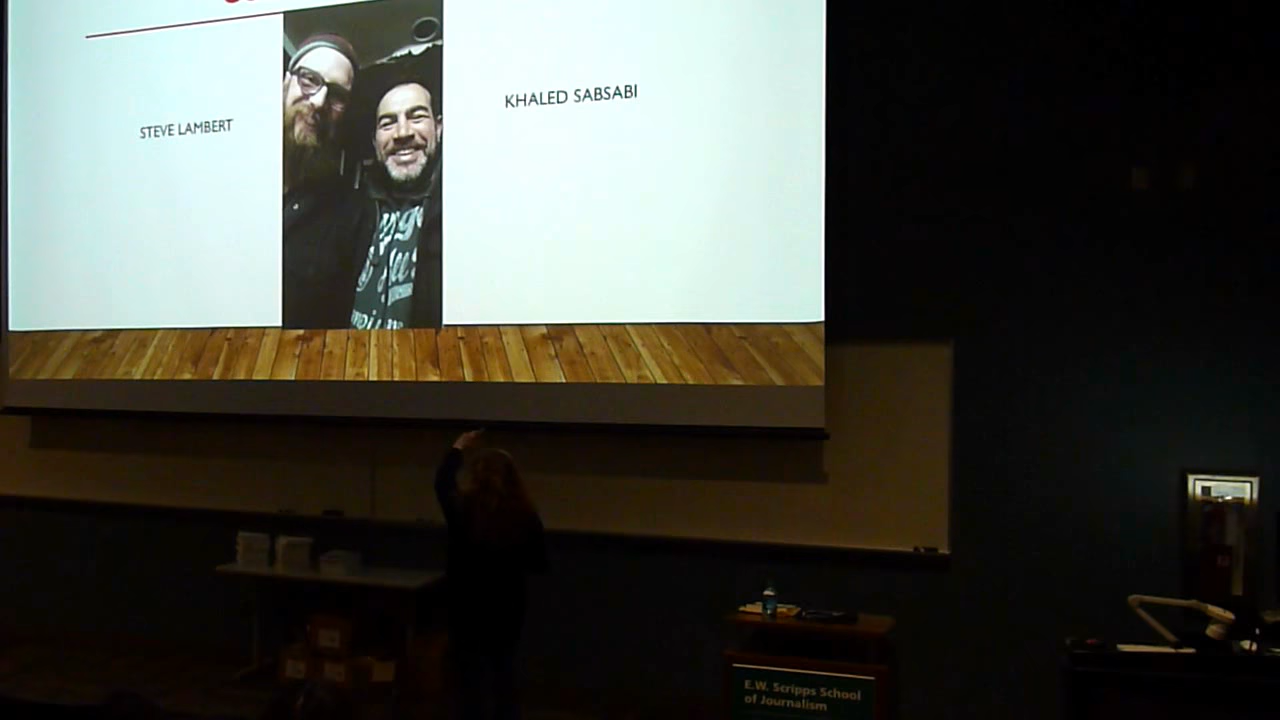 STEVE LAMBERT
KHALED SABSABI
E.W. Scripps School
of Journalism